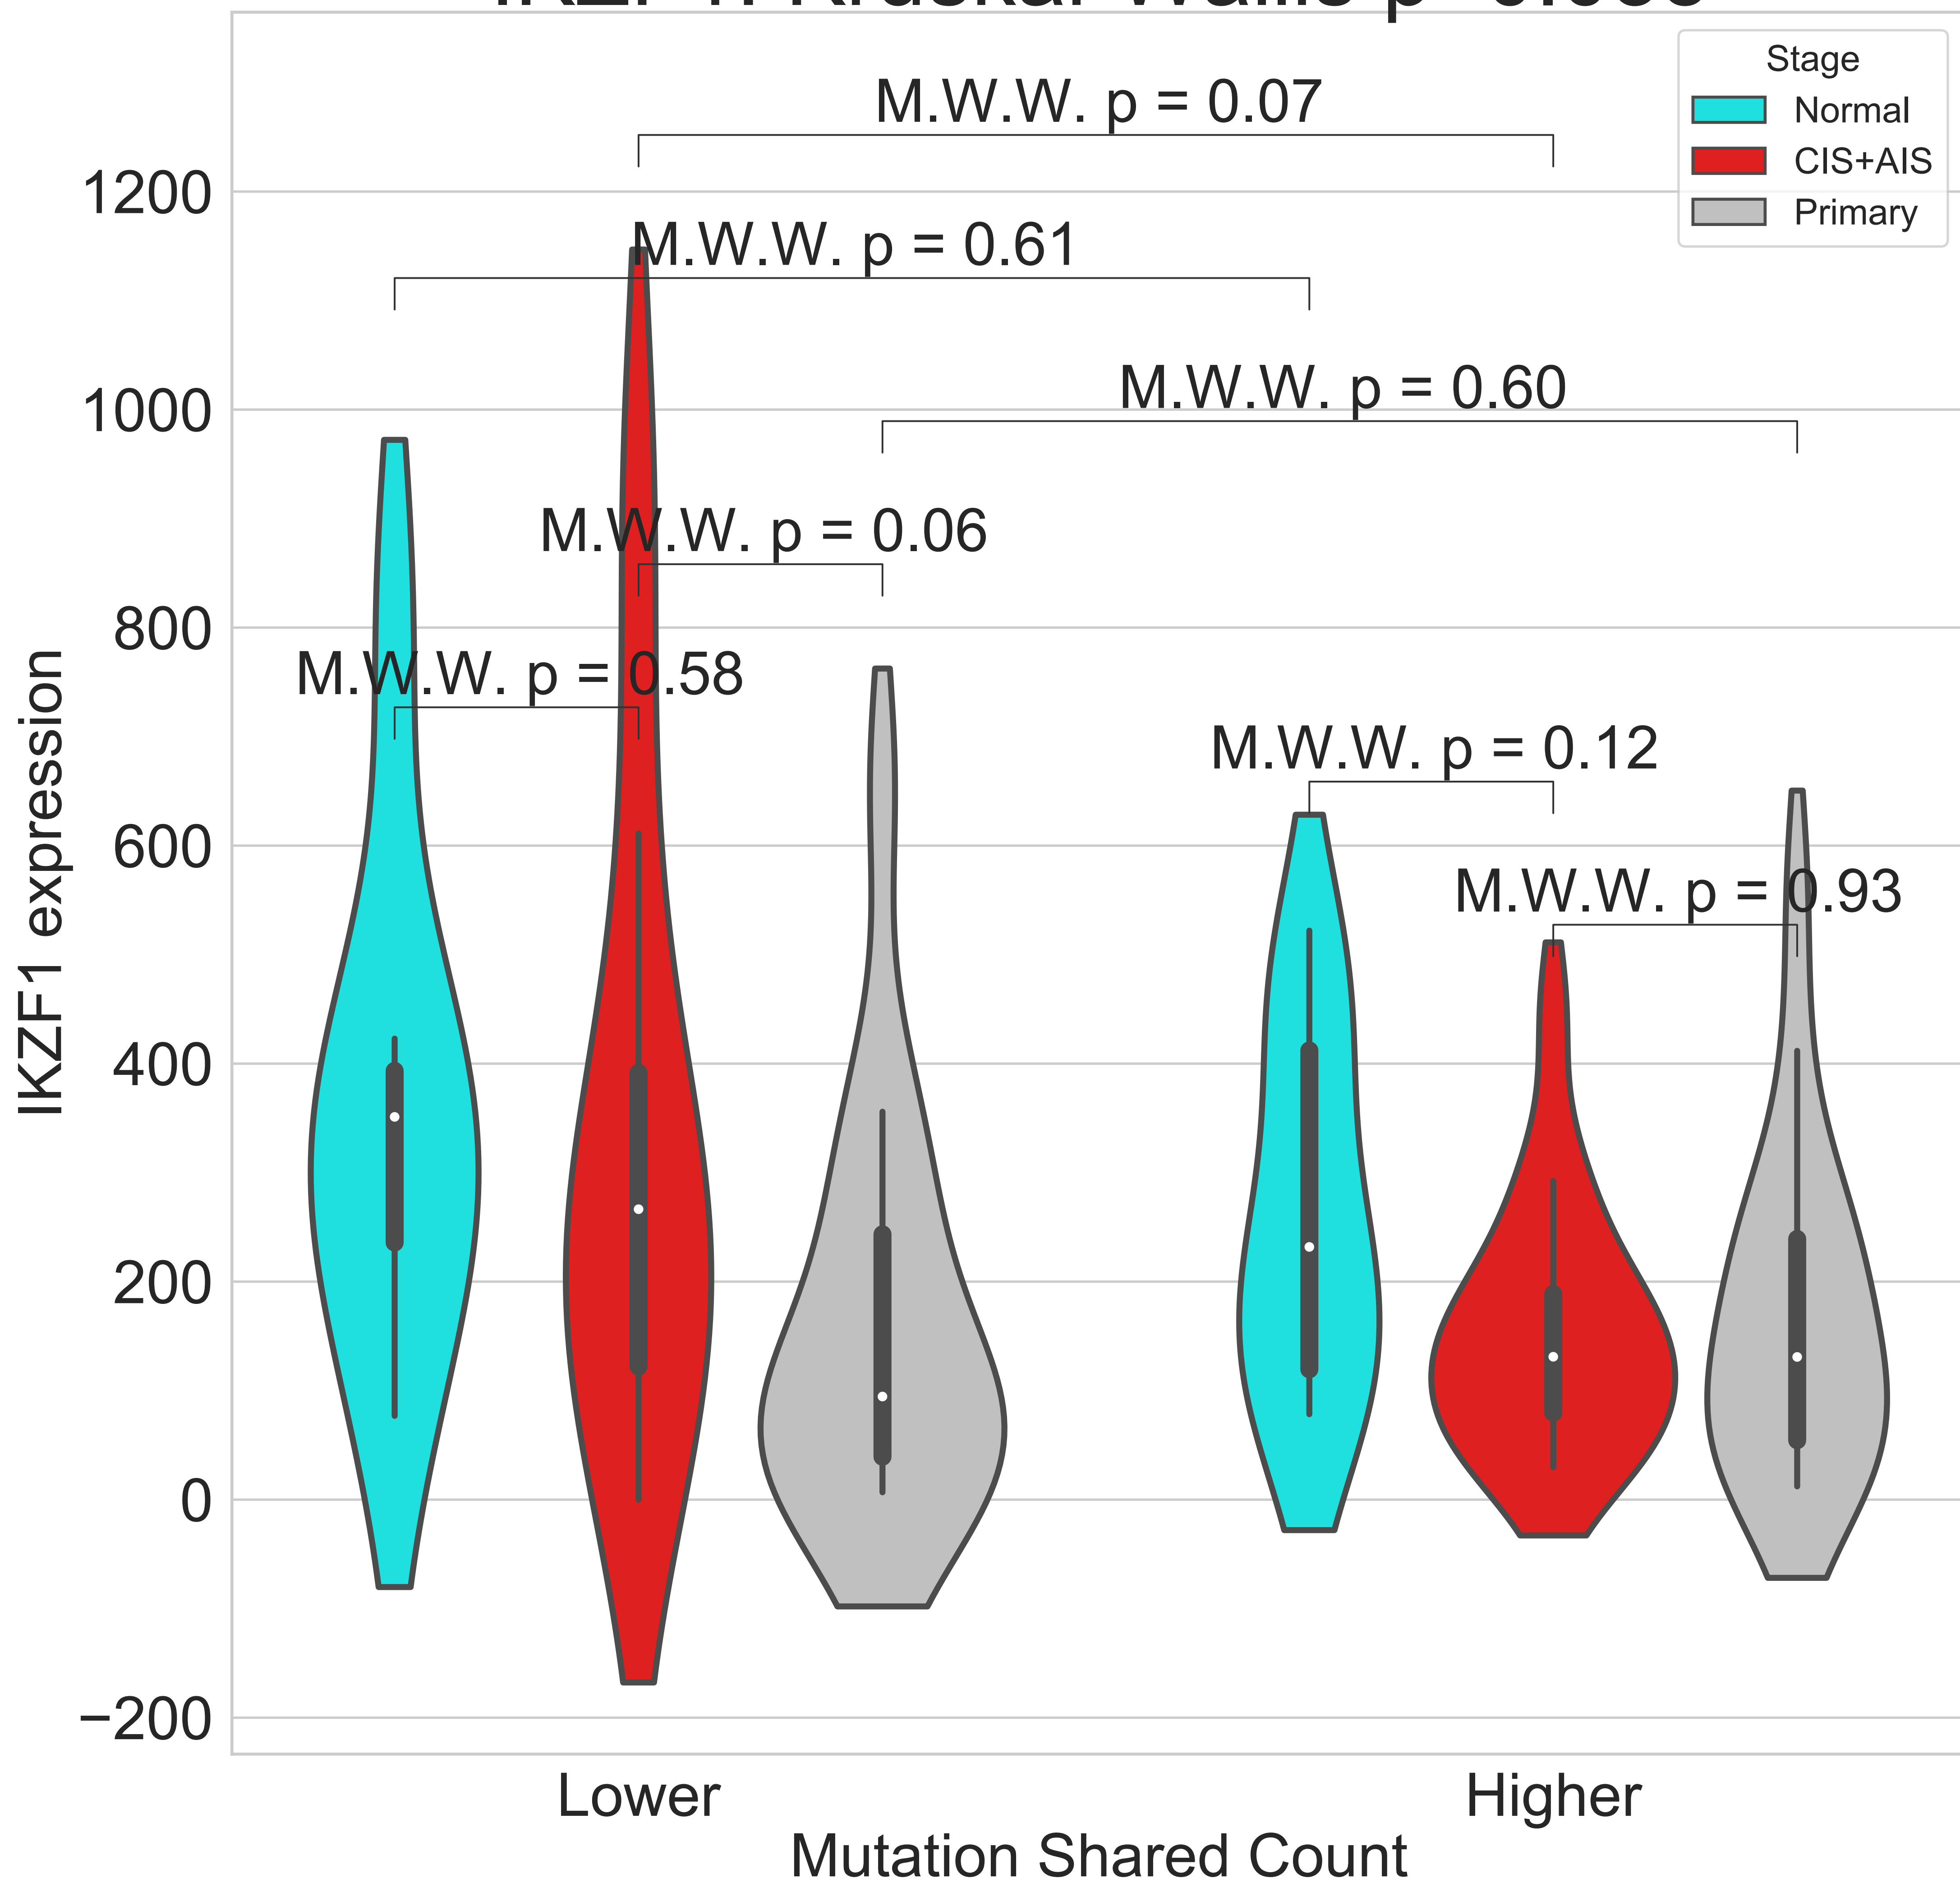 Stage
Normal
CIS+AIS
Primary
M.W.W. p = 0.07
M.W.W. p = 0.61
M.W.W. p = 0.60
M.W.W. p = 0.06
M.W.W. p = 0.58
M.W.W. p = 0.12
M.W.W. p = 0.93
1200
1000
800
600
400
200
0
−200
IKZF1 expression
Lower
Higher
Mutation Shared Count